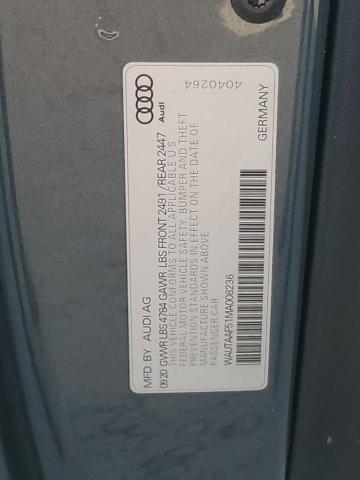 Audi
4040264
MFD BY AUDI AG
09.20 GVWR LBS 4784 GAWR LBS FRONT 2491/REAR 2447
THIS VEHICLE CONFORMS TO ALL APPLICABLE U S
FEDERAL MOTOR VEHICLE SAFETY, BUMPER AND THEFT
PREVENTION STANDARDS IN EFFECT ON THE DATE OF
MANUFACTURE SHOWN ABOVE
PASSENGER CAR
WAUTAAF51MA008236
GERMANY